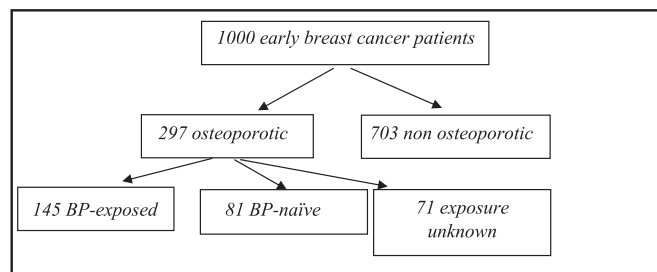 1000 early breast cancer patients
297 osteoporotic
703 non osteoporotic
145 BP-exposed
81 BP-naïve
71 exposure
unknown